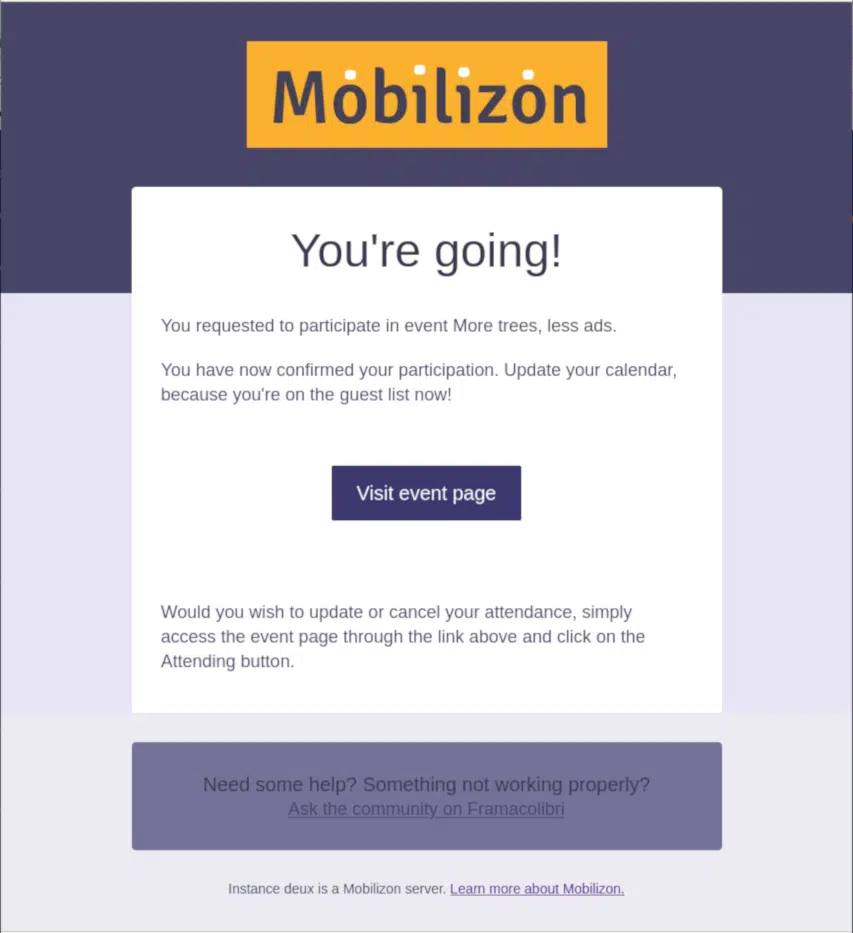 Mobilizon
You're going!
You requested to participate in event More trees, less ads.
You have now confirmed your participation. Update your calendar,
because you're on the guest list now!
Visit event page
Would you wish to update or cancel your attendance, simply
access the event page through the link above and click on the
Attending button.
Need some help? Something not working properly?
Ask the community on Framacolibri
Instance deux is a Mobilizon server. Learn more about Mobilizon.